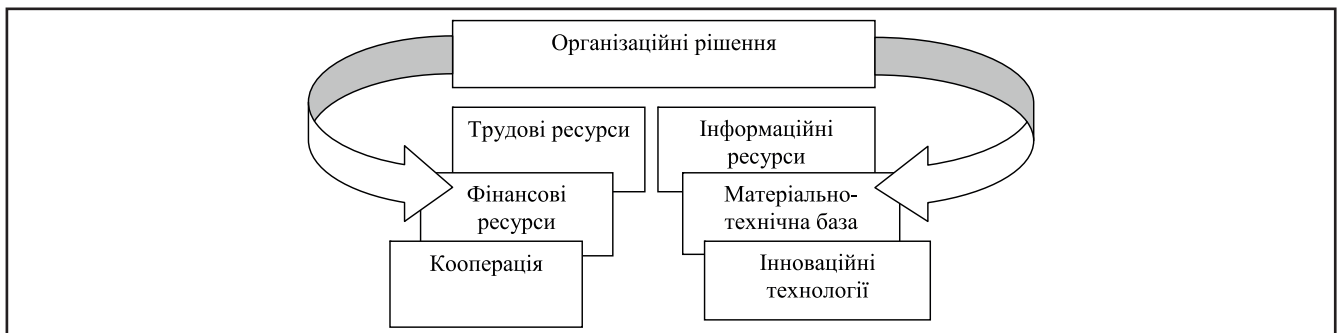 Організаційні рішення
Трудові ресурси
Інформаційні
ресурси
Фінансові
ресурси
Матеріально-
технічна база
Кооперація
Інноваційні
технології